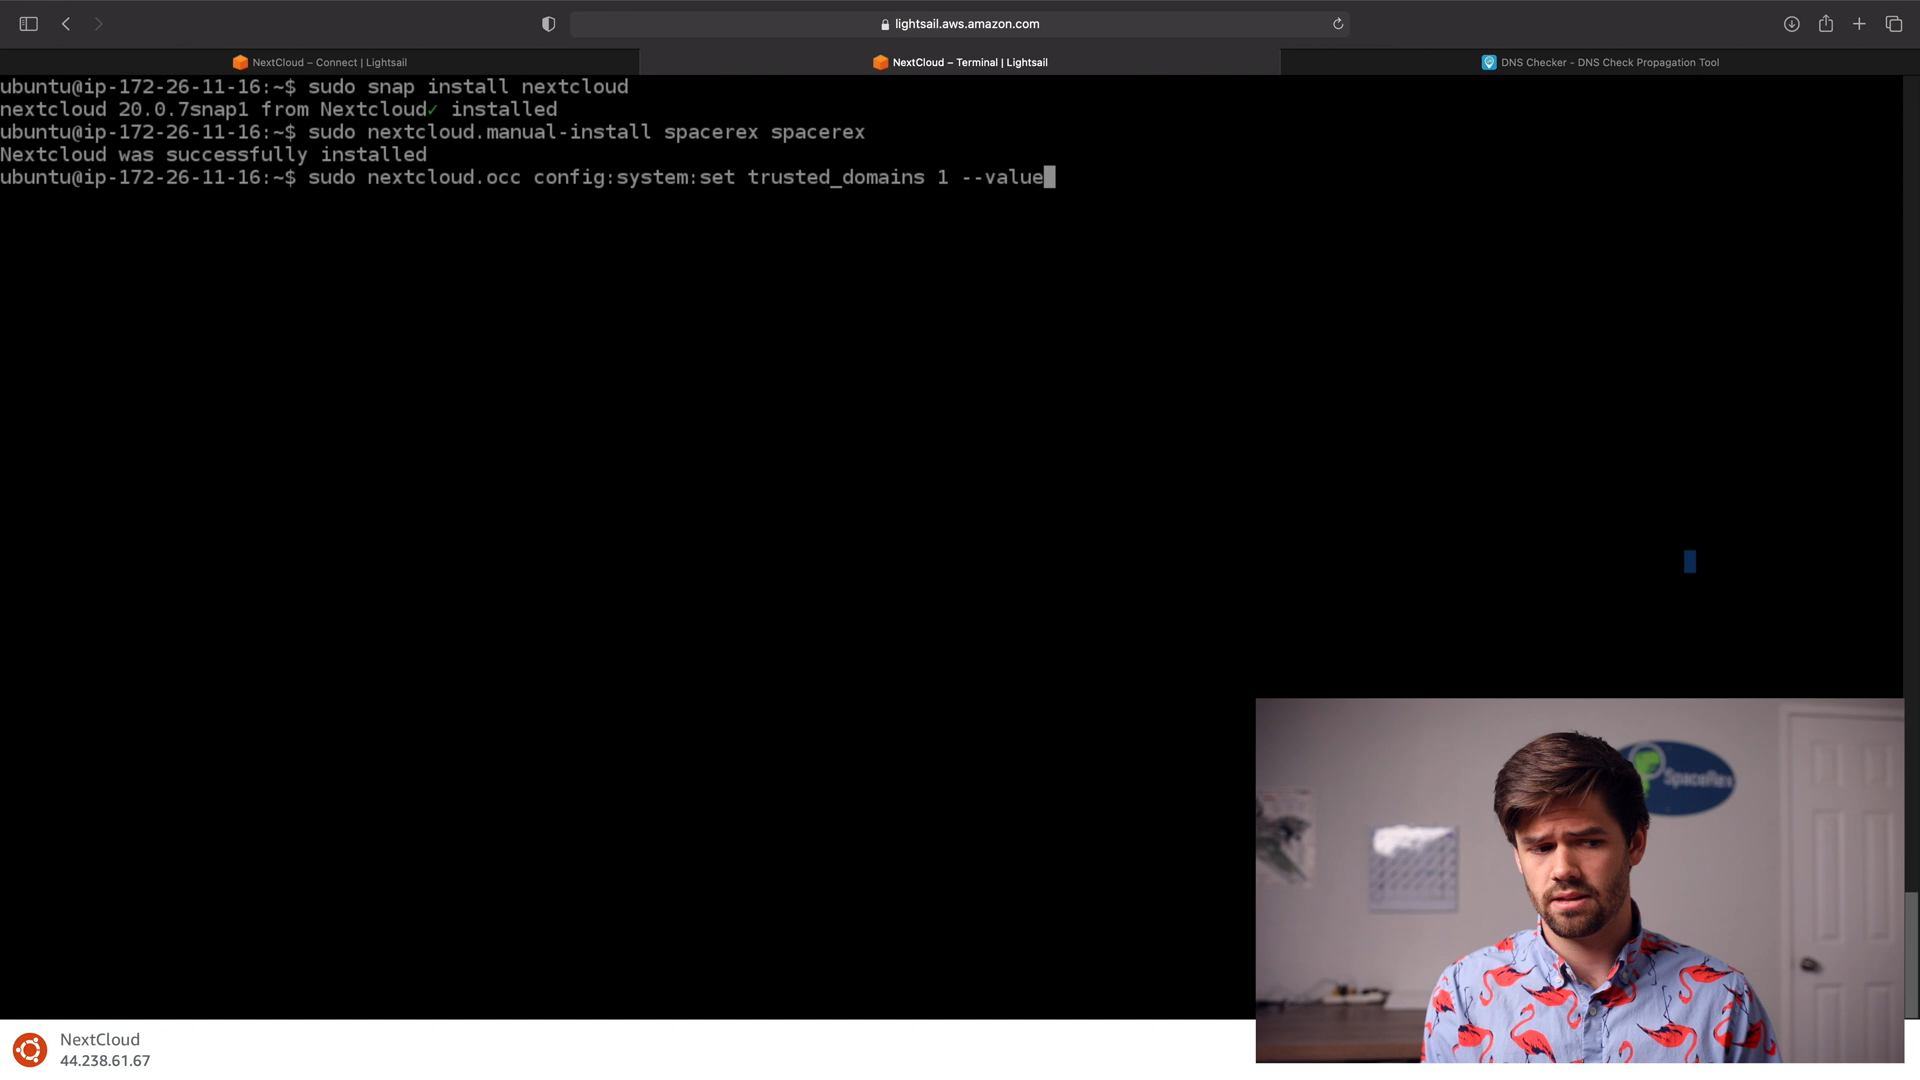 lightsail.aws.amazon.com
NextCloud – Connect | Lightsail
NextCloud – Terminal | Lightsail
DNS Checker - DNS Check Propagation Tool
ubuntu@ip-172-26-11-16:~$ sudo snap install nextcloud
nextcloud 20.0.7snap1 from Nextcloud✓ installed
ubuntu@ip-172-26-11-16:~$ sudo nextcloud.manual-install spacerex spacerex
Nextcloud was successfully installed
ubuntu@ip-172-26-11-16:~$ sudo nextcloud.occ config:system:set trusted_domains 1 --value
SpaceRex
NextCloud
44.238.61.67